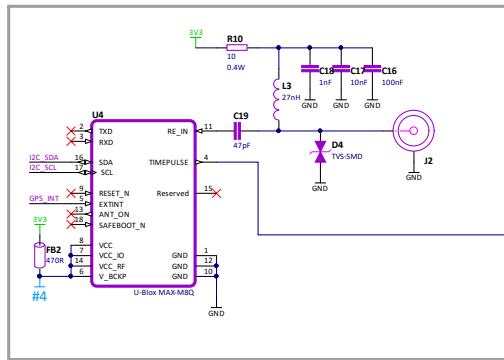 3V3
R10
10
0.4W
C18
1nF
C17
10nF
C16
100nF
GND
GND
GND
L3
27nH
U4
C19
47pF
D4
TVS-SMD
J2
GND
GND
2
TXD
3
RXD
RE_IN
11
I2C_SDA
16
SDA
TIMEPULSE
4
I2C_SCL
17
SCL
9
RESET_N
Reserved
15
GPS_INT
5
EXTINT
13
ANT_ON
18
SAFEBOOT_N
3V3
FB2
470R
8
VCC
7
VCC_IO
GND
1
14
VCC_RF
GND
12
6
V_BCKP
GND
10
U-Blox MAX-M8Q
#4
GND